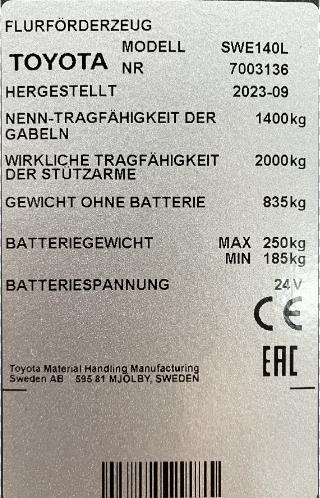 FLURFÖRDERZEUG
TOYOTA MODELL SWE140L
NR 7003136
HERGESTELLT 2023-09
NENN-TRAGFÄHIGKEIT DER 1400kg
GABELN
WIRKLICHE TRAGFÄHIGKEIT 2000kg
DER STÜTZARME
GEWICHT OHNE BATTERIE 835kg
BATTERIEGEWICHT MAX 250kg
MIN 185kg
BATTERIESPANNUNG 24V
CE
EAC
Toyota Material Handling Manufacturing
Sweden AB 595 81 MJÖLBY, SWEDEN